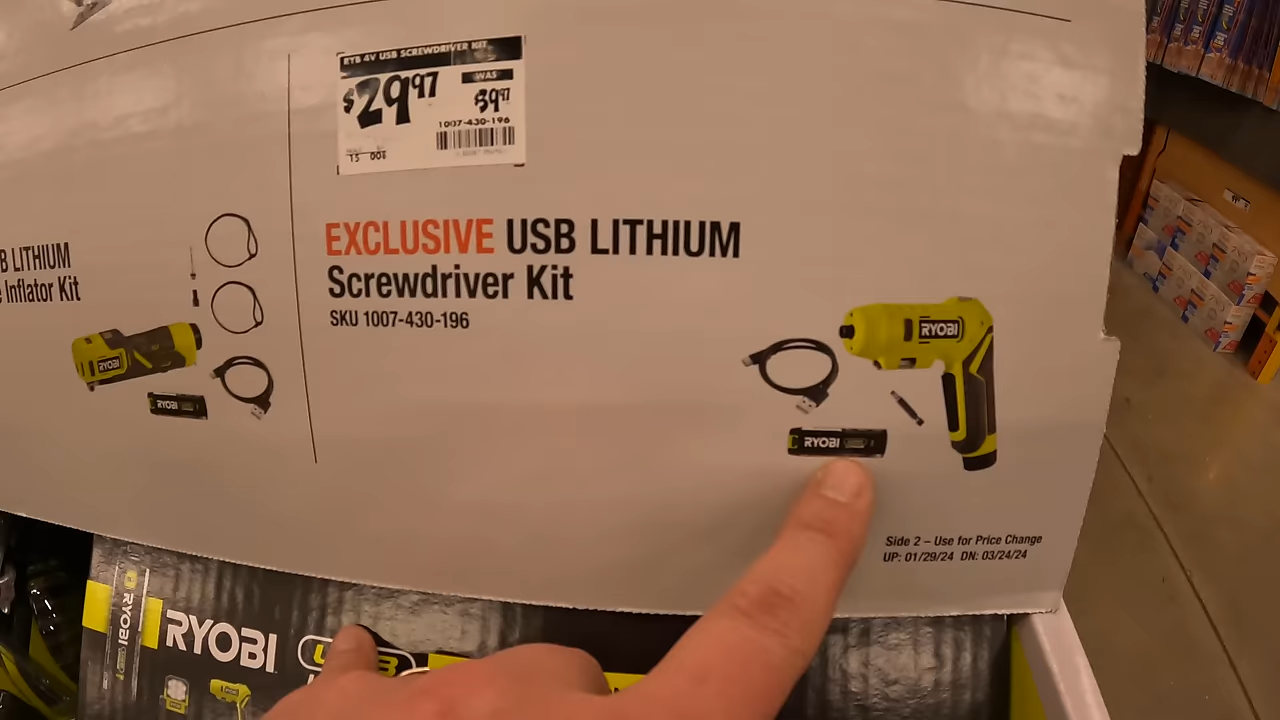 RYB 4V USB SCREWDRIVER KIT
$29.97
WAS
$39.97
1007-430-196
B LITHIUM
Inflator Kit
EXCLUSIVE USB LITHIUM
Screwdriver Kit
SKU 1007-430-196
RYOBI
RYOBI
RYOBI
RYOBI
Side 2 – Use for Price Change
UP: 01/29/24 DN: 03/24/24
RYOBI
RYOBI